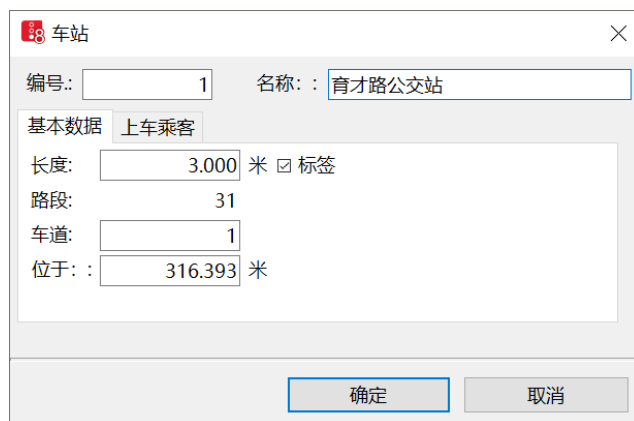 车站
编号.: 1 名称: : 育才路公交站
基本数据 上车乘客
长度: 3.000 米 标签
路段: 31
车道: 1
位于: : 316.393 米
确定 取消